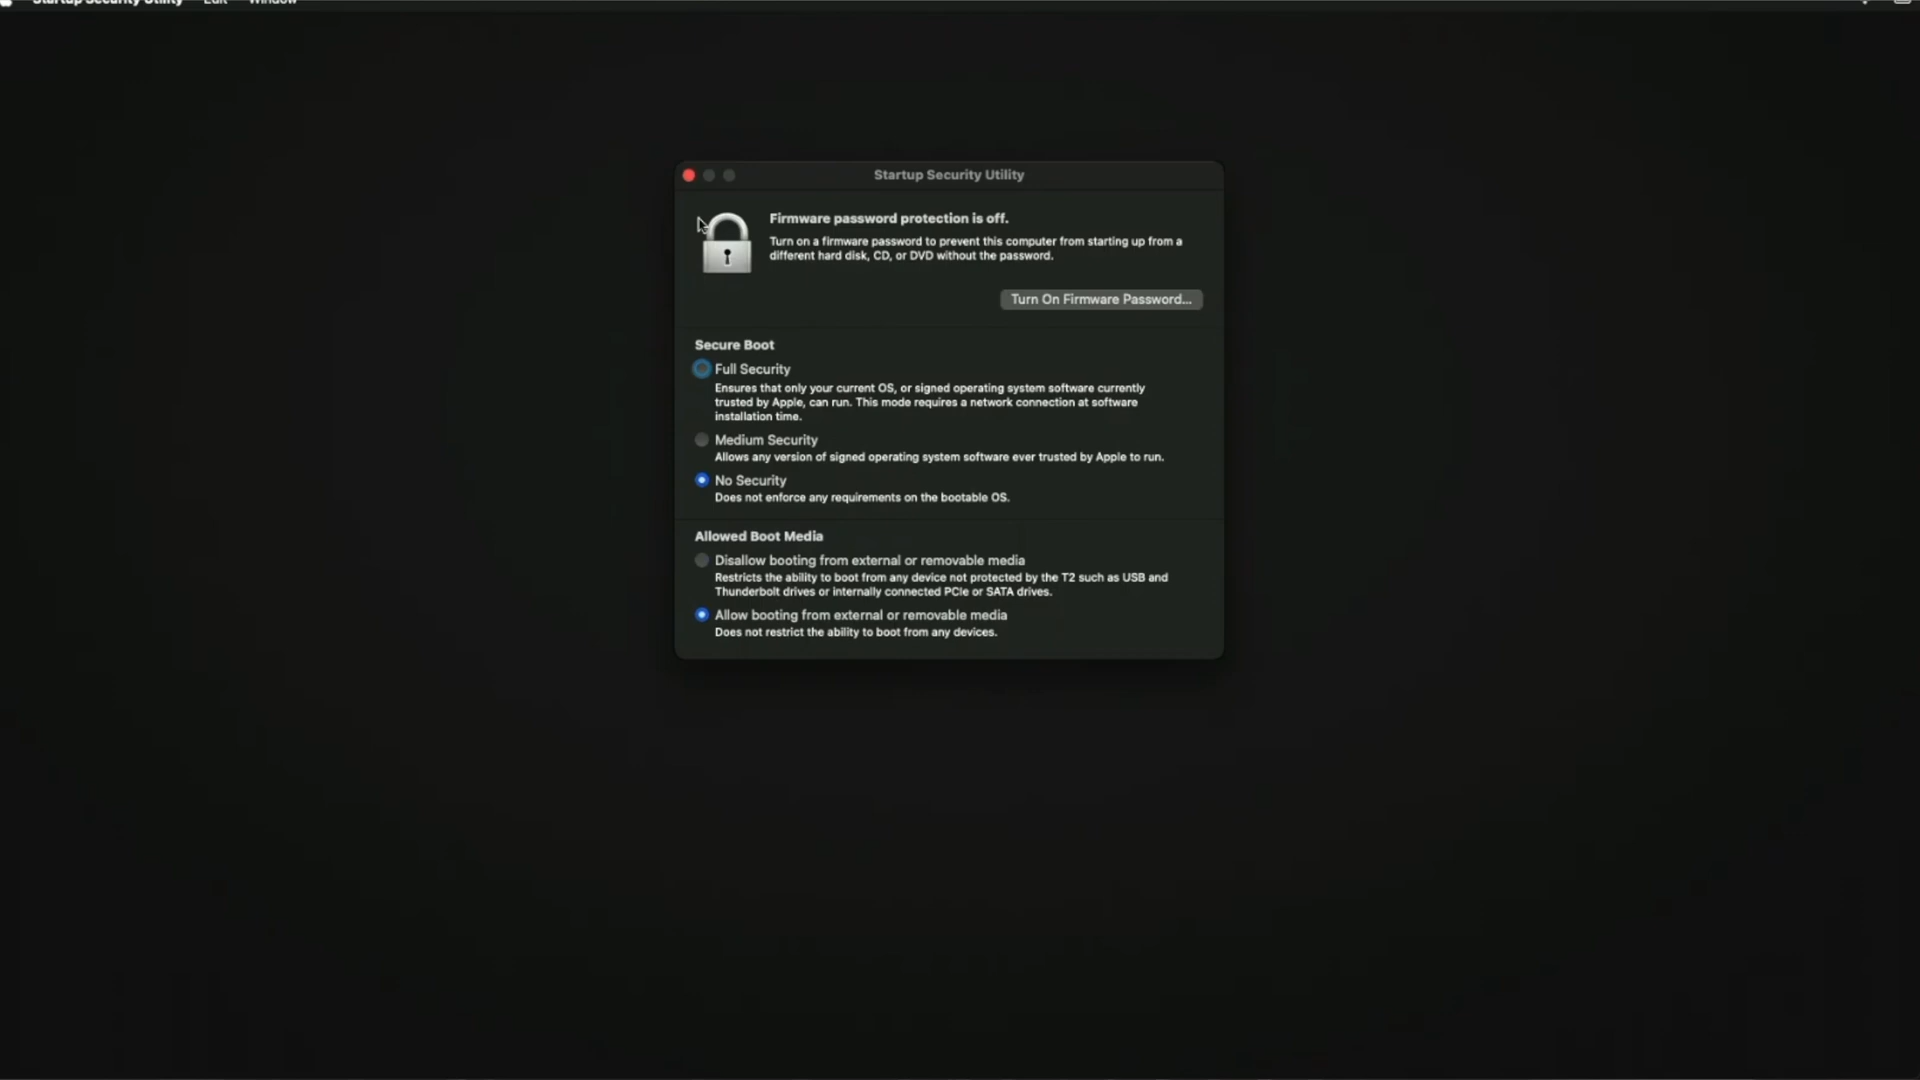 Startup Security Utility Edit Window
Startup Security Utility
Firmware password protection is off.
Turn on a firmware password to prevent this computer from starting up from a
different hard disk, CD, or DVD without the password.
Turn On Firmware Password...
Secure Boot
Full Security
Ensures that only your current OS, or signed operating system software currently
trusted by Apple, can run. This mode requires a network connection at software
installation time.
Medium Security
Allows any version of signed operating system software ever trusted by Apple to run.
No Security
Does not enforce any requirements on the bootable OS.
Allowed Boot Media
Disallow booting from external or removable media
Restricts the ability to boot from any device not protected by the T2 such as USB and
Thunderbolt drives or internally connected PCIe or SATA drives.
Allow booting from external or removable media
Does not restrict the ability to boot from any devices.